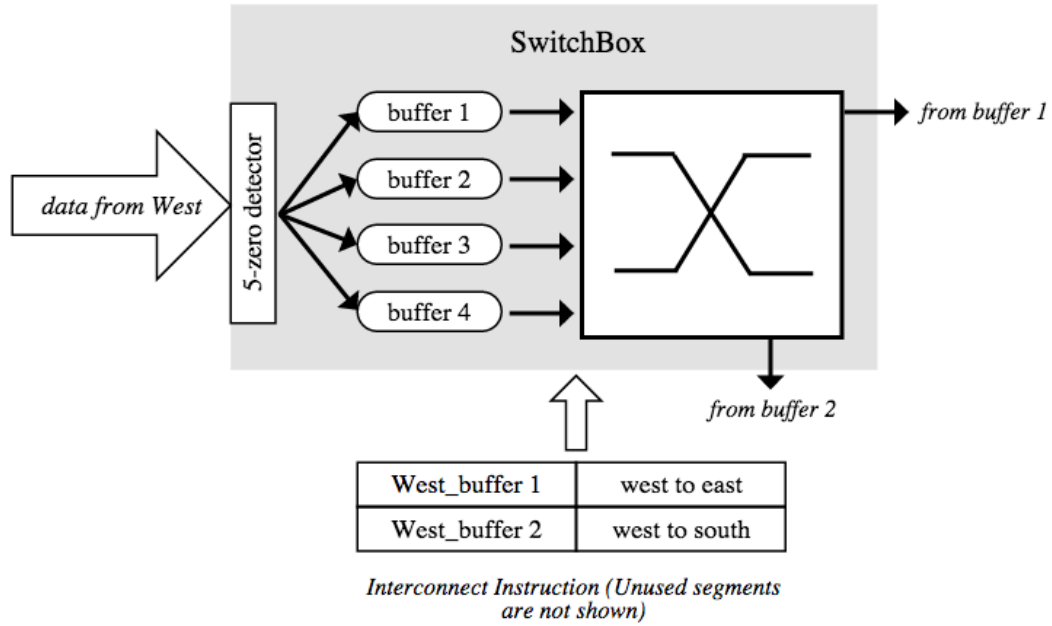 SwitchBox
data from West
5-zero detector
buffer 1
buffer 2
buffer 3
buffer 4
from buffer 1
from buffer 2
West_buffer 1 west to east
West_buffer 2 west to south
Interconnect Instruction (Unused segments
are not shown)